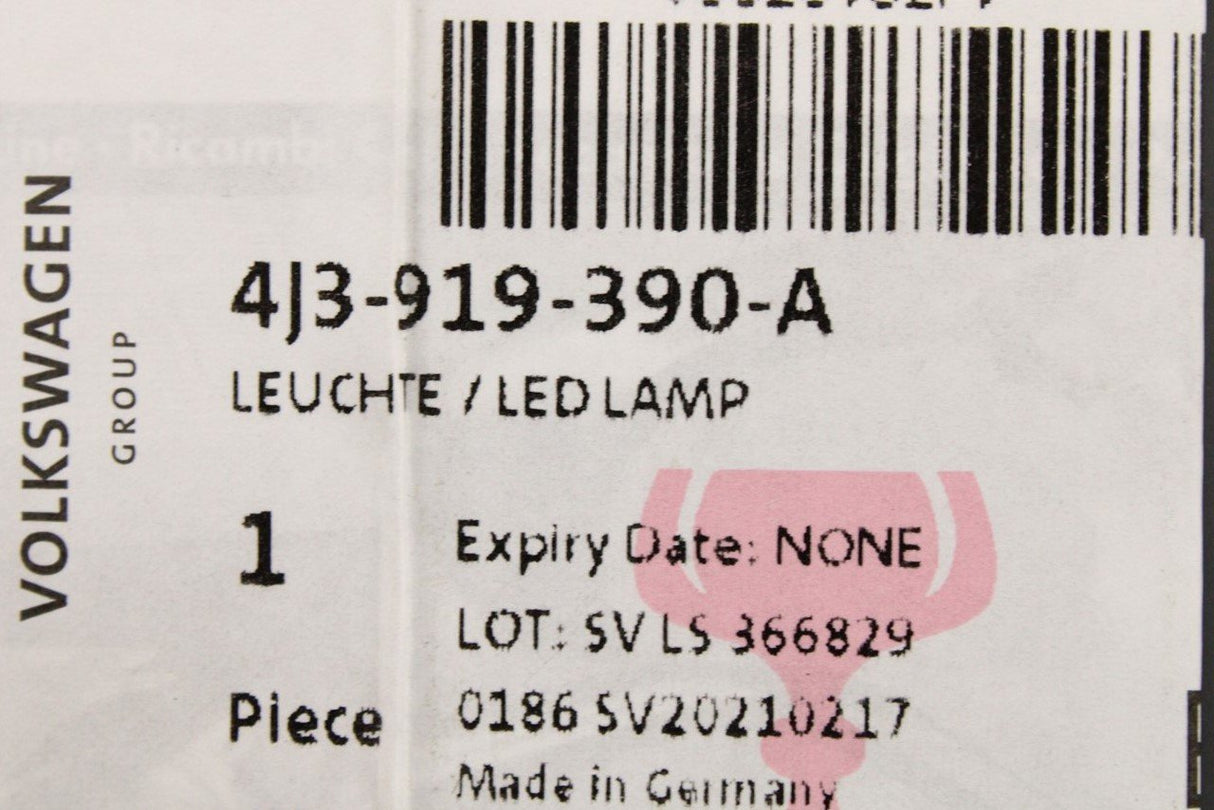 VOLKSWAGEN
GROUP
4J3-919-390-A
LEUCHTE / LED LAMP
1
Expiry Date: NONE
LOT: SV LS 366829
Piece
0186 SV20210217
Made in Germany